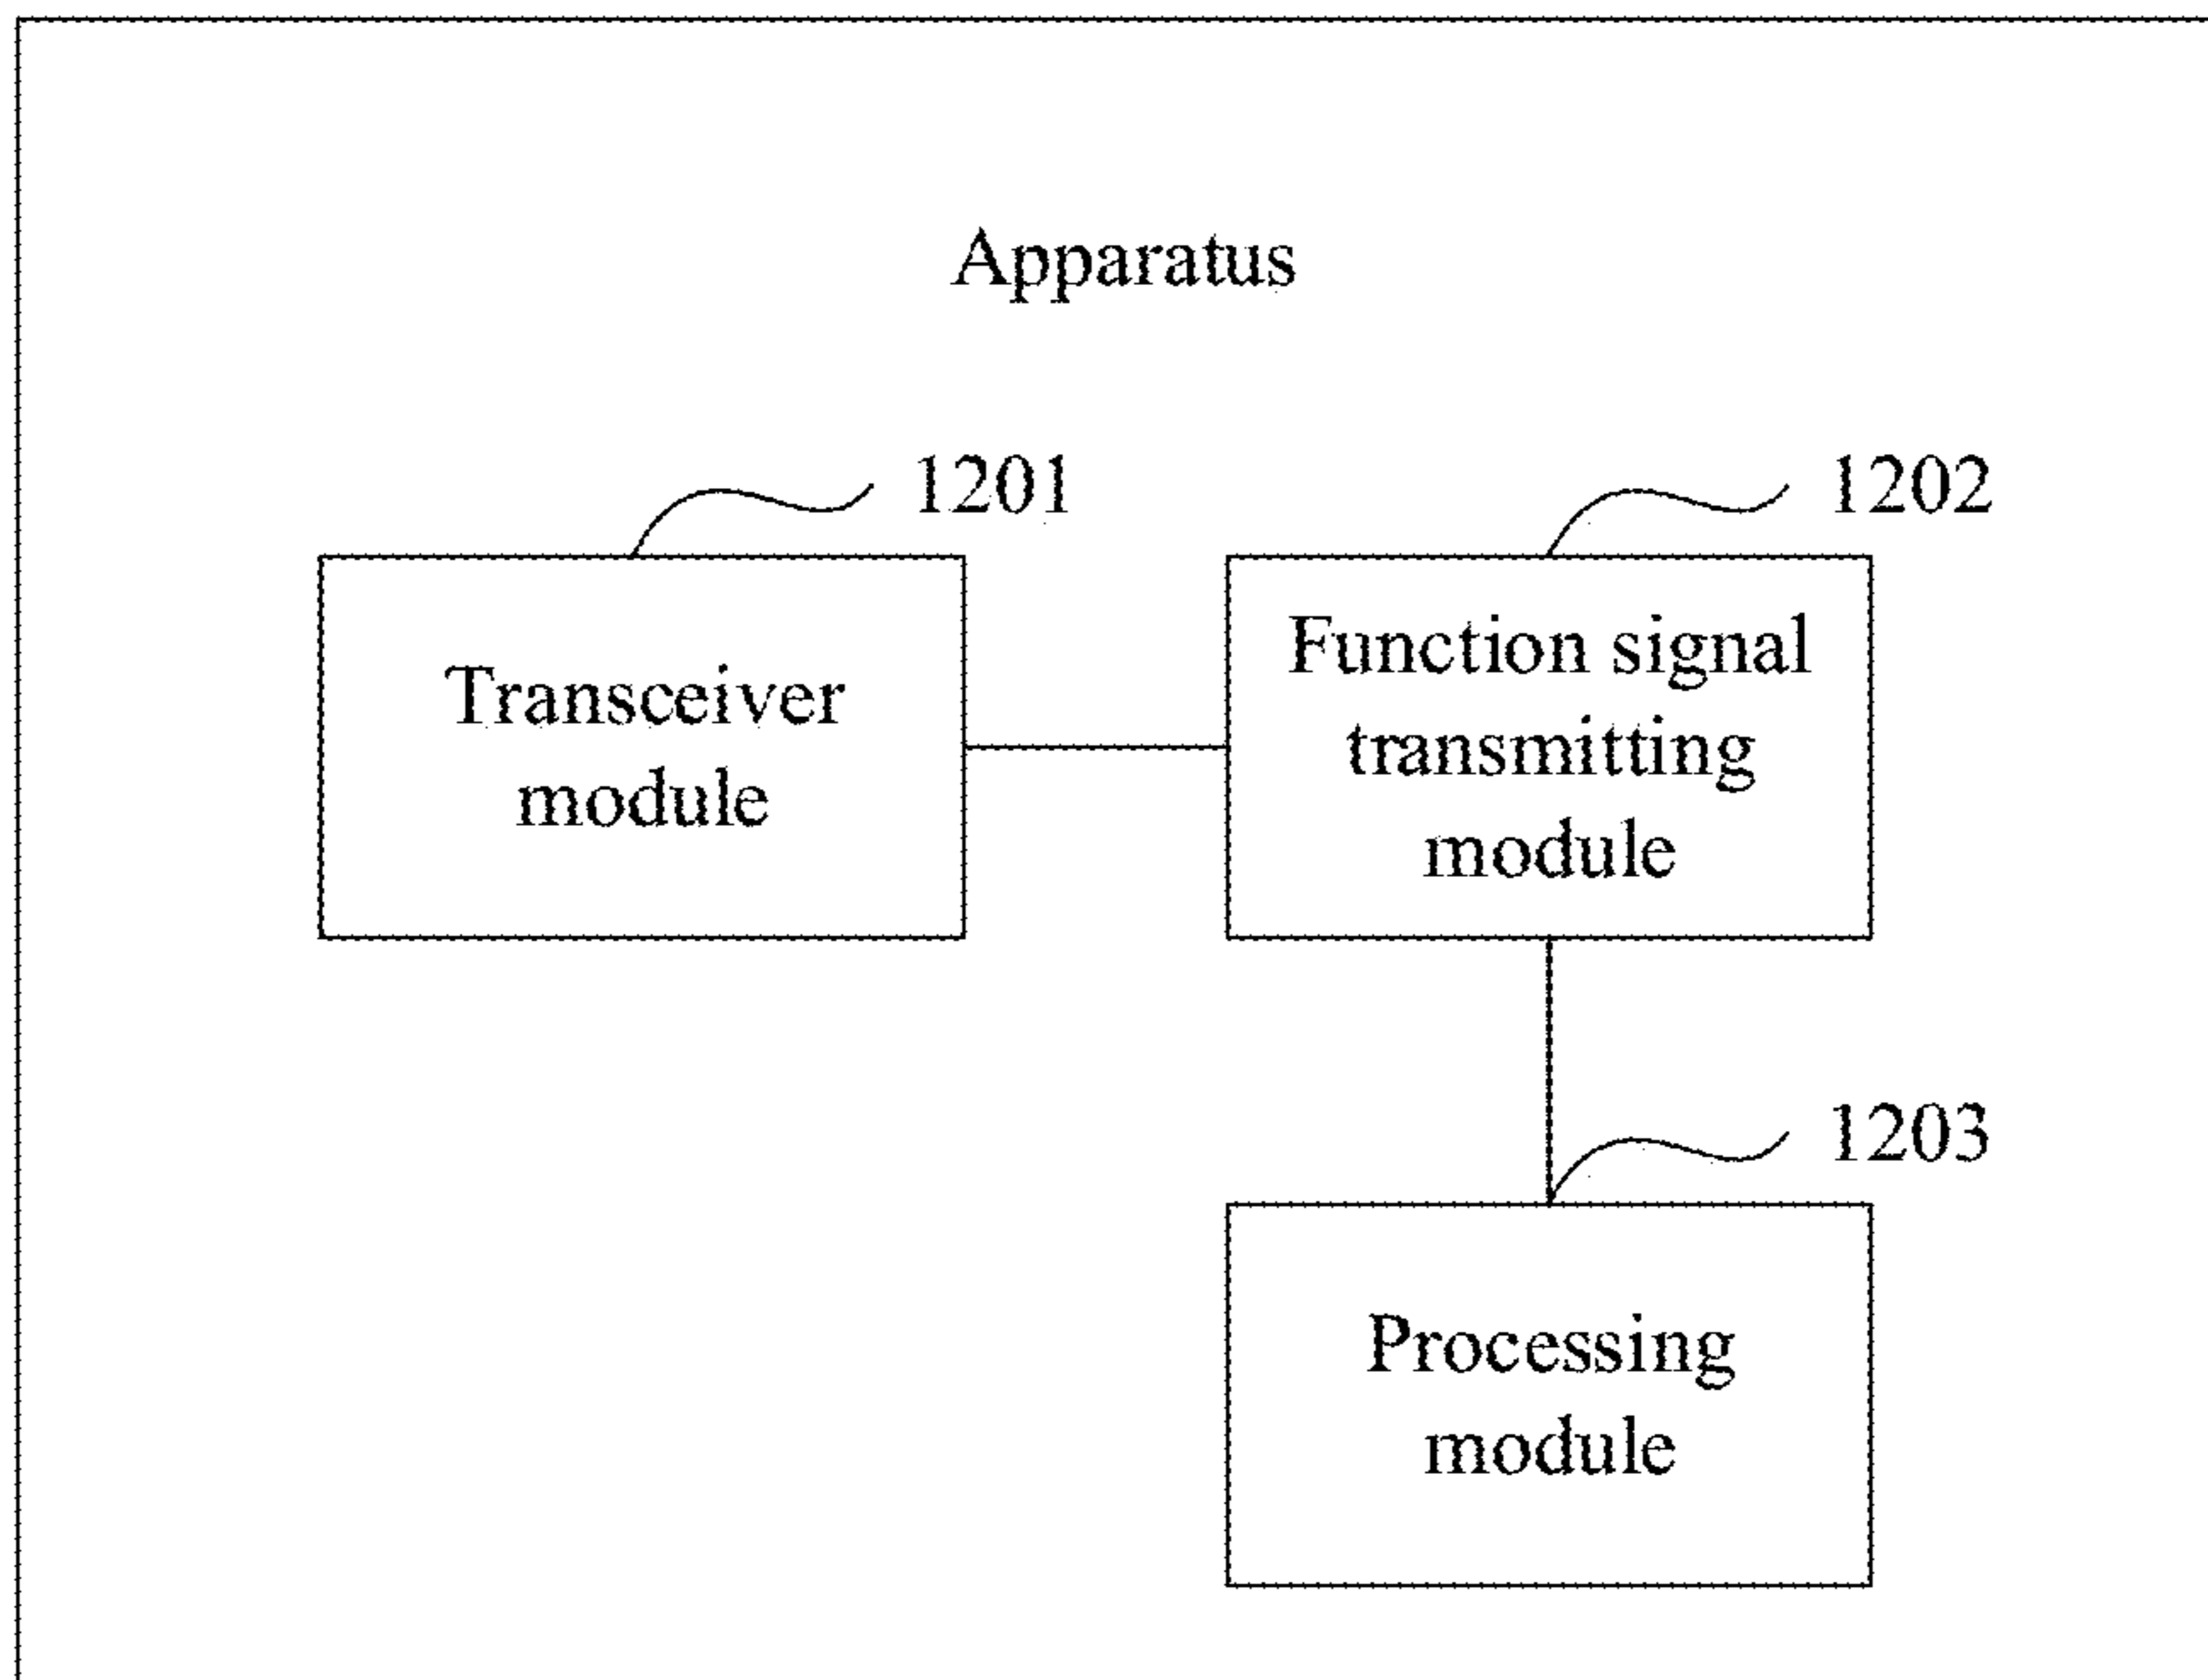 Apparatus
1201
1202
Transceiver
module
Function signal
transmitting
module
1203
Processing
module